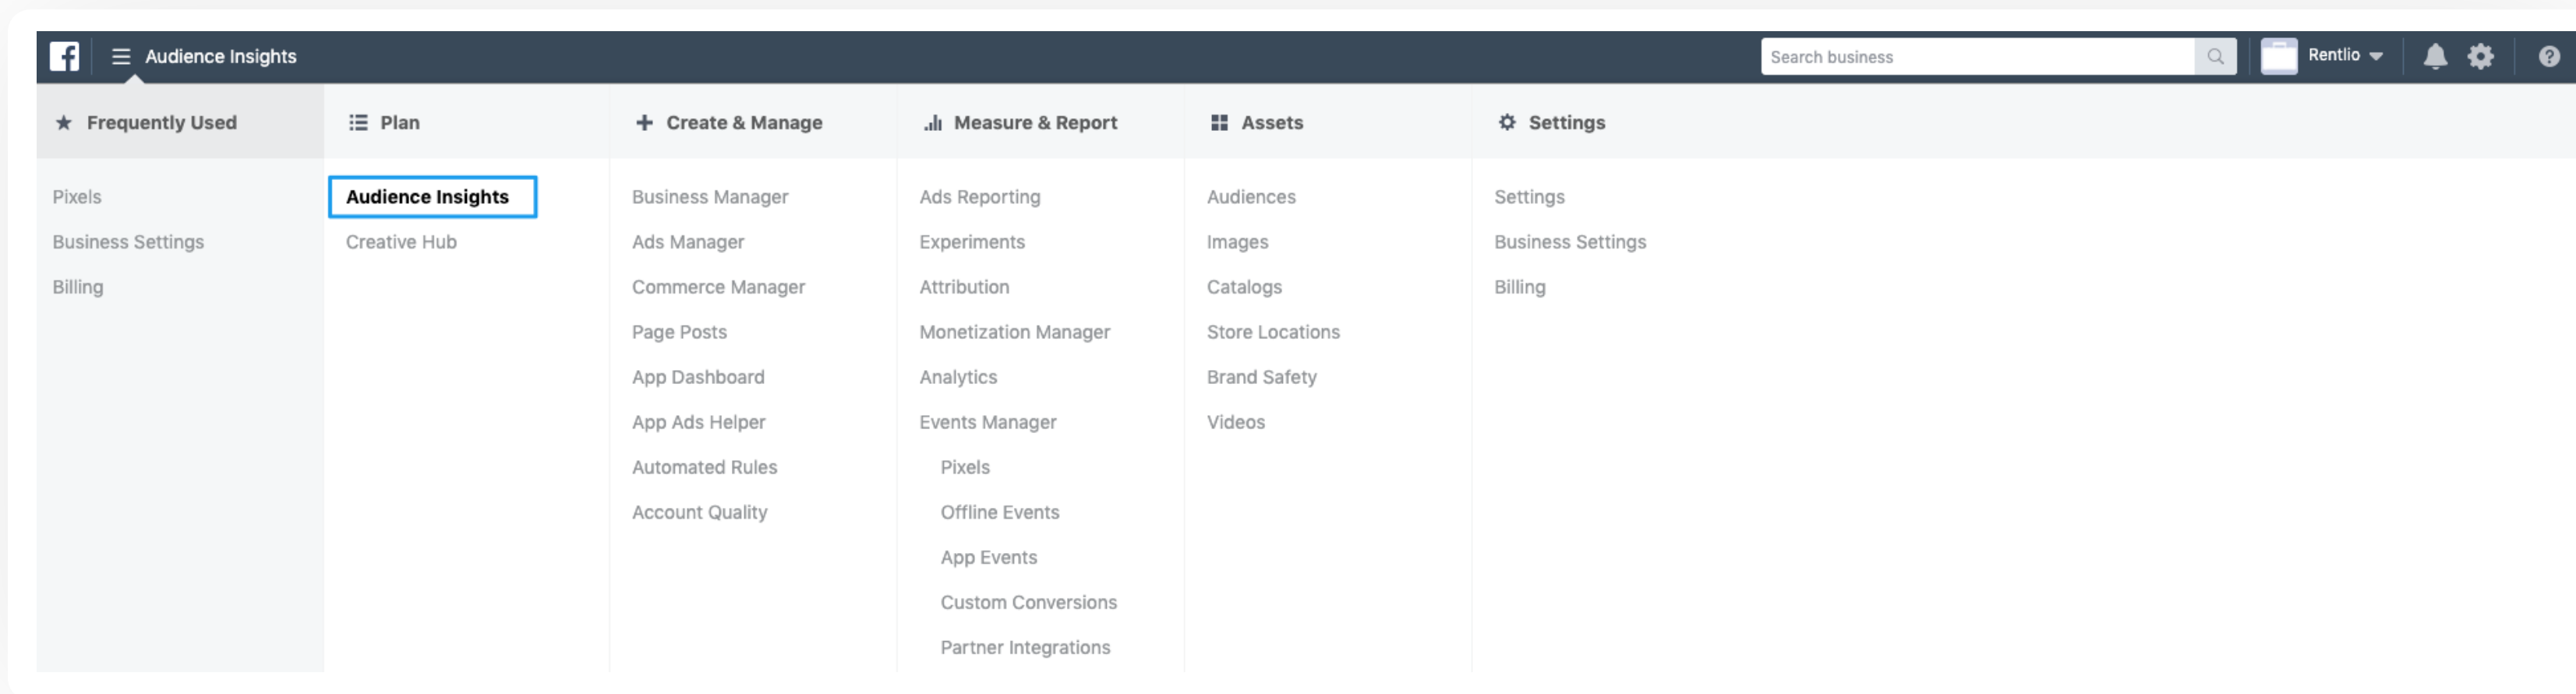 Audience Insights
Search business
Rentlio
Frequently Used
Pixels
Business Settings
Billing
Plan
Audience Insights
Creative Hub
Create & Manage
Business Manager
Ads Manager
Commerce Manager
Page Posts
App Dashboard
App Ads Helper
Automated Rules
Account Quality
Measure & Report
Ads Reporting
Experiments
Attribution
Monetization Manager
Analytics
Events Manager
Pixels
Offline Events
App Events
Custom Conversions
Partner Integrations
Assets
Audiences
Images
Catalogs
Store Locations
Brand Safety
Videos
Settings
Settings
Business Settings
Billing